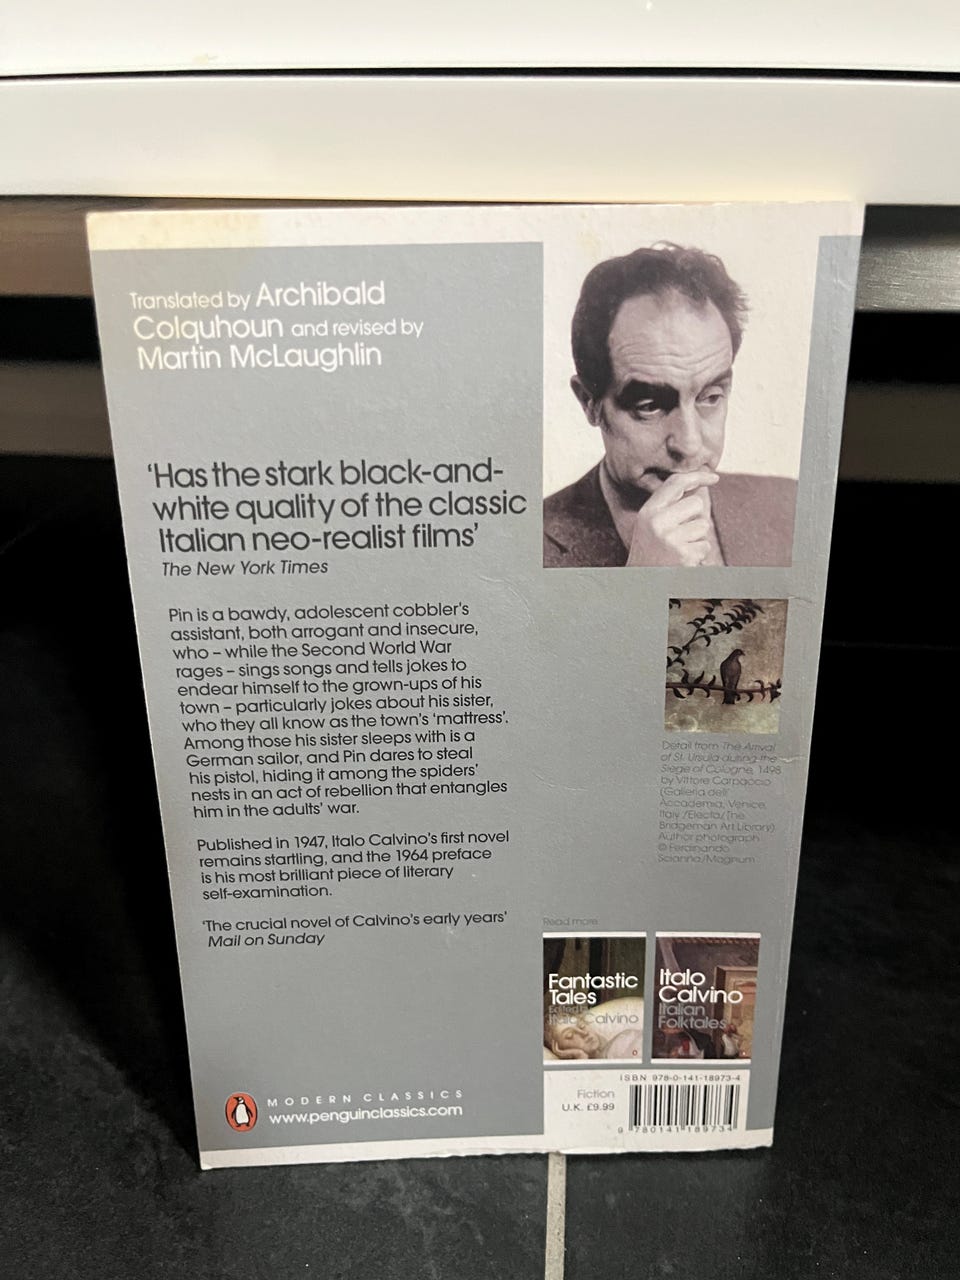 Translated by Archibald
Colquhoun and revised by
Martin McLaughlin
‘Has the stark black-and-
white quality of the classic
Italian neo-realist films’
The New York Times
Pin is a bawdy, adolescent cobbler’s
assistant, both arrogant and insecure,
who – while the Second World War
rages – sings songs and tells jokes to
endear himself to the grown-ups of his
town – particularly jokes about his sister,
who they all know as the town’s ‘mattress’.
Among those his sister sleeps with is a
German sailor, and Pin dares to steal
his pistol, hiding it among the spiders’
nests in an act of rebellion that entangles
him in the adults’ war.
Published in 1947, Italo Calvino’s first novel
remains startling, and the 1964 preface
is his most brilliant piece of literary
self-examination.
‘The crucial novel of Calvino’s early years’
Mail on Sunday
MODERN CLASSICS
www.penguinclassics.com
Detail from The Arrival
of St. Ursula during the
Siege of Cologne, 1498
by Vittore Carpaccio
(Galleria dell'
Accademia, Venice,
Italy /Electa/The
Bridgeman Art Library)
Author photograph
© Ferdinando
Scianna/Magnum
Read more
Fantastic
Tales
Edited by
Italo Calvino
Italo
Calvino
Italian
Folktales
ISBN 978-0-141-18973-4
Fiction
U.K. £9.99
9 780141 189734